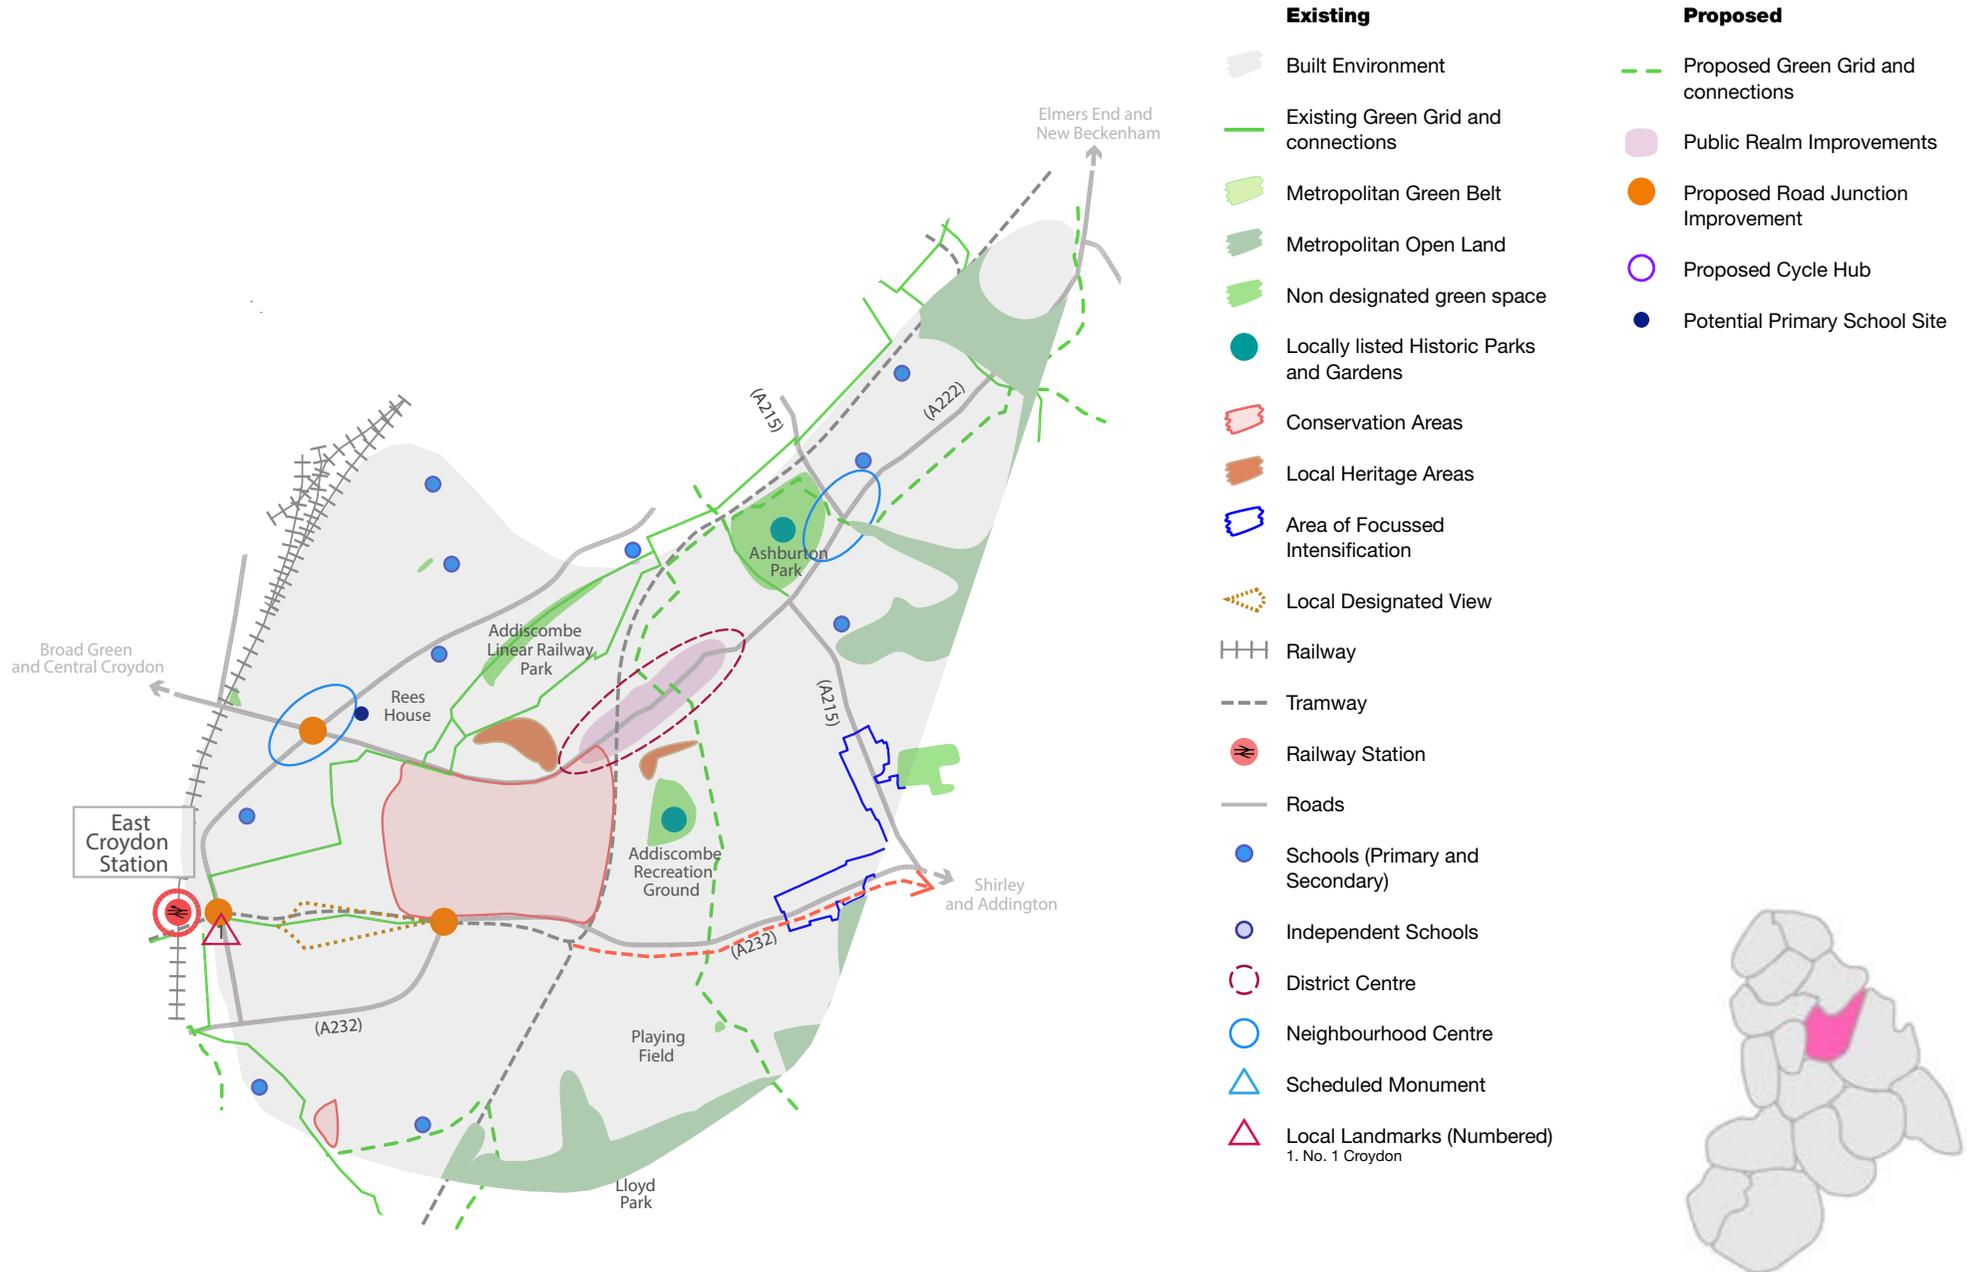 Elmers End and
New Beckenham
(A215)
(A222)
Ashburton
Park
Addiscombe
Linear Railway
Park
Broad Green
and Central Croydon
Rees
House
(A215)
East
Croydon
Station
Addiscombe
Recreation
Ground
Shirley
and Addington
1
(A232)
(A232)
Playing
Field
Lloyd
Park
Existing
Built Environment
Existing Green Grid and
connections
Metropolitan Green Belt
Metropolitan Open Land
Non designated green space
Locally listed Historic Parks
and Gardens
Conservation Areas
Local Heritage Areas
Area of Focussed
Intensification
Local Designated View
Railway
Tramway
Railway Station
Roads
Schools (Primary and
Secondary)
Independent Schools
District Centre
Neighbourhood Centre
Scheduled Monument
Local Landmarks (Numbered)
1. No. 1 Croydon
Proposed
Proposed Green Grid and
connections
Public Realm Improvements
Proposed Road Junction
Improvement
Proposed Cycle Hub
Potential Primary School Site